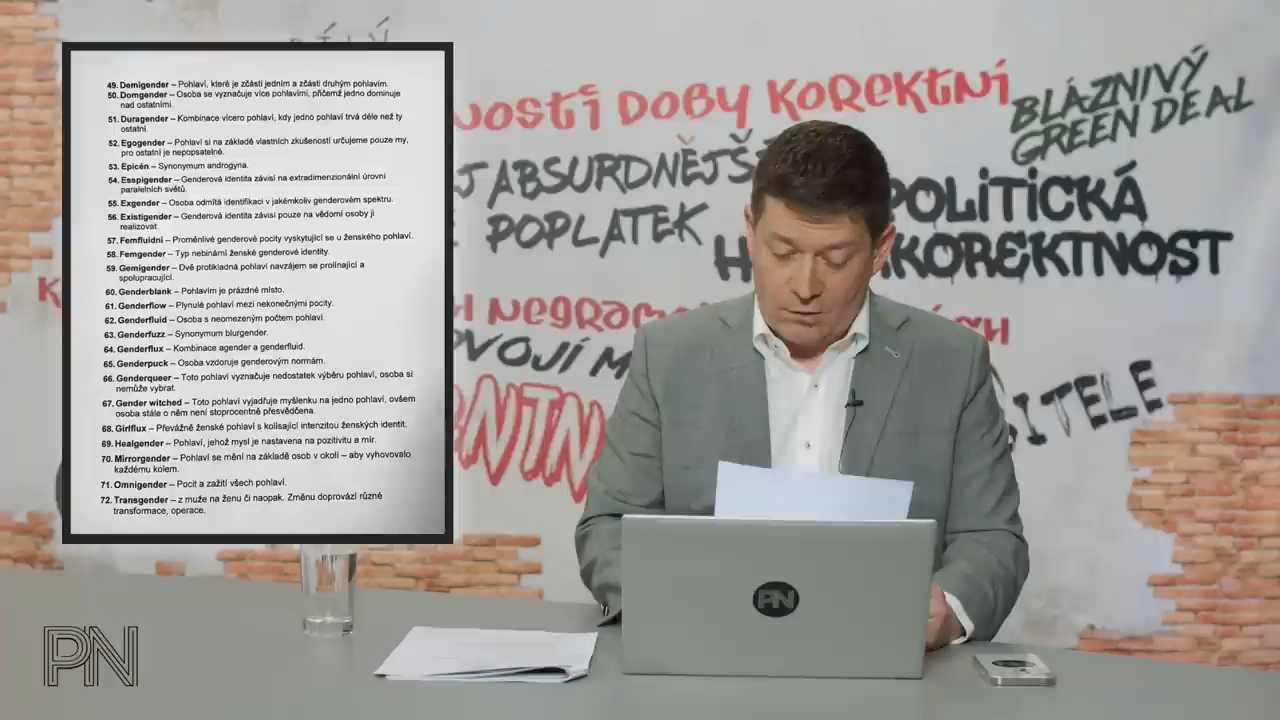 49. Demigender – Pohlaví, které je zčásti jedním a zčásti druhým pohlavím.
50. Domgender – Osoba se vyznačuje více pohlavími, přičemž jedno dominuje
nad ostatními.
51. Duragender – Kombinace vícero pohlaví, kdy jedno pohlaví trvá déle než ty
ostatní.
52. Egogender – Pohlaví si na základě vlastních zkušeností určujeme pouze my,
pro ostatní je nepopsatelné.
53. Epicén – Synonymum androgyna.
54. Esspigender – Genderová identita závisí na extradimenzionální úrovni
paralelních světů.
55. Exgender – Osoba odmítá identifikaci v jakémkoliv genderovém spektru.
56. Existigender – Genderová identita závisí pouze na vědomí osoby ji
realizovat
57. Femfluidní – Proměnlivé genderové pocity vyskytující se u ženského pohlaví.
58. Femgender – Typ nebinární ženské genderové identity.
59. Gemigender – Dvě protikladná pohlaví navzájem se prolínající a
spolupracující.
60. Genderblank – Pohlavím je prázdné místo.
61. Genderflow – Plynulé pohlaví mezi nekonečnými pocity.
62. Genderfluid – Osoba s neomezeným počtem pohlaví.
63. Genderfuzz – Synonymum blurgender.
64. Genderflux – Kombinace agender a genderfluid.
65. Genderpuck – Osoba vzdoruje genderovým normám.
66. Genderqueer – Toto pohlaví vyznačuje nedostatek výběru pohlaví, osoba si
nemůže vybrat.
67. Gender witched – Toto pohlaví vyjadřuje myšlenku na jedno pohlaví, ovšem
osoba stále o něm není stoprocentně přesvědčena.
68. Girlflux – Převážně ženské pohlaví s kolísající intenzitou ženských identit.
69. Healgender – Pohlaví, jehož mysl je nastavena na pozitivitu a mír.
70. Mirrorgender – Pohlaví se mění na základě osob v okolí – aby vyhovovalo
každému kolem.
71. Omnigender – Pocit a zažití všech pohlaví.
72. Transgender – z muže na ženu či naopak. Změnu doprovází různé
transformace, operace.
NOSTÍ DOBY KOREKTNÍ
BLÁZNIVÝ
GREEN DEAL
J ABSURDNĚJŠ
POPLATEK
POLITICKÁ
H KOREKTNOST
K
H NEGRAM
DVOJÍ M
ENTN
SITELE
PN
PN